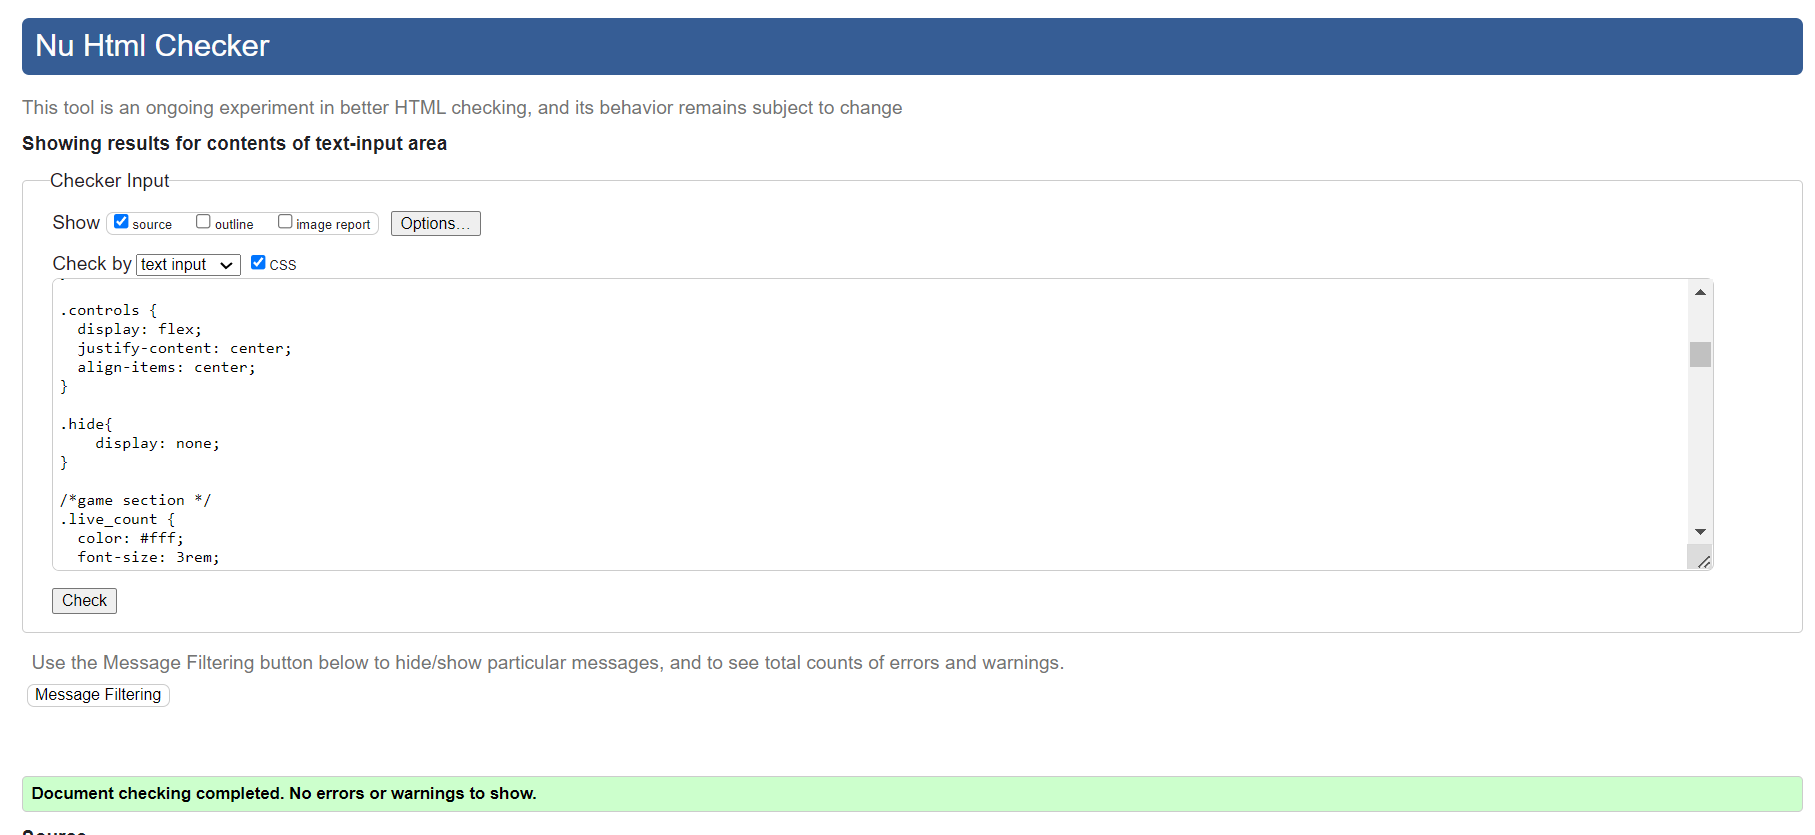 Nu Html Checker
This tool is an ongoing experiment in better HTML checking, and its behavior remains subject to change
Showing results for contents of text-input area
Checker Input
Show source outline image report Options...
Check by text input CSS
.controls {
  display: flex;
  justify-content: center;
  align-items: center;
}
.hide{
    display: none;
}
/*game section */
.live_count {
  color: #fff;
  font-size: 3rem;
Check
Use the Message Filtering button below to hide/show particular messages, and to see total counts of errors and warnings.
Message Filtering
Document checking completed. No errors or warnings to show.